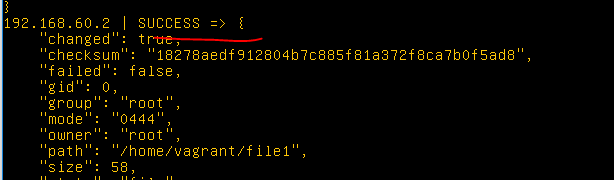 }
192.168.60.2 | SUCCESS => {
    "changed": true,
    "checksum": "18278aedf912804b7c885f81a372f8ca7b0f5ad8",
    "failed": false,
    "gid": 0,
    "group": "root",
    "mode": "0444",
    "owner": "root",
    "path": "/home/vagrant/file1",
    "size": 58,